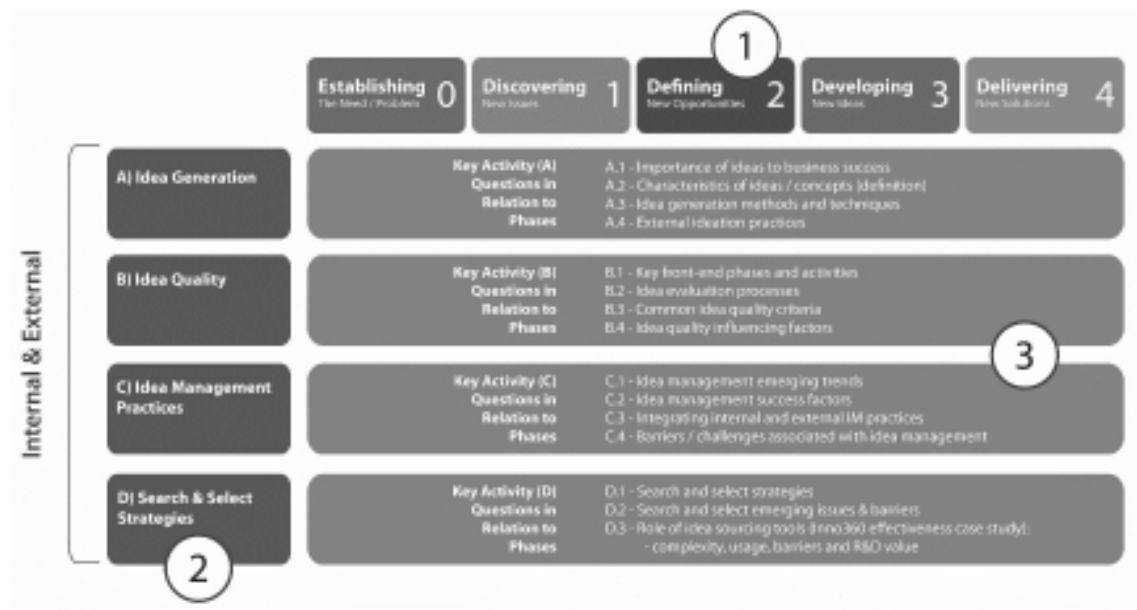 1
Establishing
The Need / Problem
0
Discovering
New Issues
1
Defining
New Opportunities
2
Developing
New Ideas
3
Delivering
New Solutions
4
Internal & External
A) Idea Generation
Key Activity (A)
Questions in
Relation to
Phases
A.1 - Importance of ideas to business success
A.2 - Characteristics of ideas / concepts (definition)
A.3 - Idea generation methods and techniques
A.4 - External ideation practices
B) Idea Quality
Key Activity (B)
Questions in
Relation to
Phases
B.1 - Key front-end phases and activities
B.2 - Idea evaluation processes
B.3 - Common idea quality criteria
B.4 - Idea quality influencing factors
3
C) Idea Management
Practices
Key Activity (C)
Questions in
Relation to
Phases
C.1 - Idea management emerging trends
C.2 - Idea management success factors
C.3 - Integrating internal and external IM practices
C.4 - Barriers / challenges associated with idea management
D) Search & Select
Strategies
2
Key Activity (D)
Questions in
Relation to
Phases
D.1 - Search and select strategies
D.2 - Search and select emerging issues & barriers
D.3 - Role of idea sourcing tools (Inno360 effectiveness case study):
- complexity, usage, barriers and R&D value